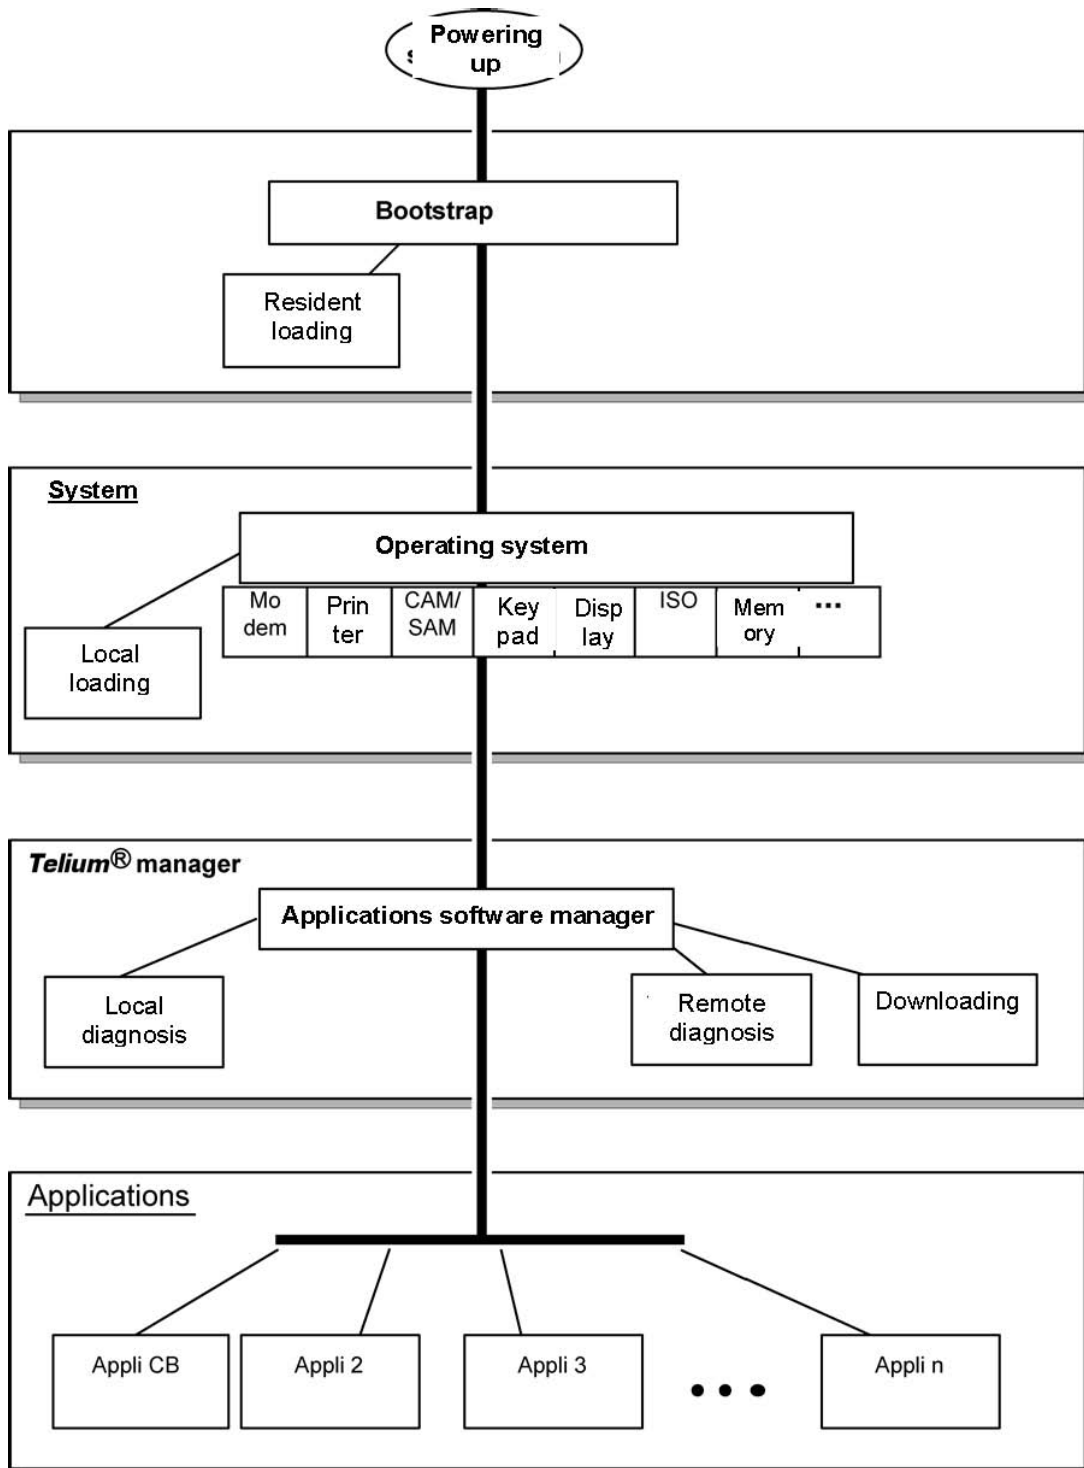 Powering
up
Bootstrap
Resident
loading
System
Operating system
Mo
dem
Prin
ter
CAM/
SAM
Key
pad
Disp
lay
ISO
Mem
ory
...
Local
loading
Telium® manager
Applications software manager
Local
diagnosis
Remote
diagnosis
Downloading
Applications
Appli CB
Appli 2
Appli 3
• • •
Appli n